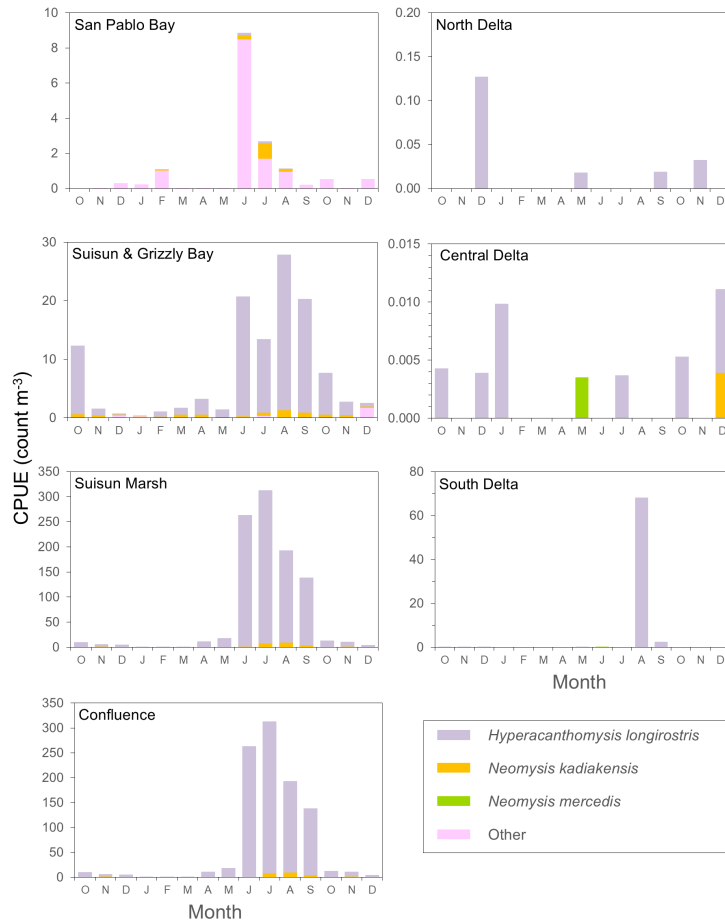 San Pablo Bay
10
8
6
4
2
0
O N D J F M A M J J A S O N D
North Delta
0.20
0.15
0.10
0.05
0.00
O N D J F M A M J J A S O N D
Suisun & Grizzly Bay
30
20
10
0
O N D J F M A M J J A S O N D
Central Delta
0.015
0.010
0.005
0.000
O N D J F M A M J J A S O N D
CPUE (count m-3)
Suisun Marsh
350
300
250
200
150
100
50
0
O N D J F M A M J J A S O N D
South Delta
80
60
40
20
0
O N D J F M A M J J A S O N D
Month
Confluence
350
300
250
200
150
100
50
0
O N D J F M A M J J A S O N D
Month
Hyperacanthomysis longirostris
Neomysis kadiakensis
Neomysis mercedis
Other